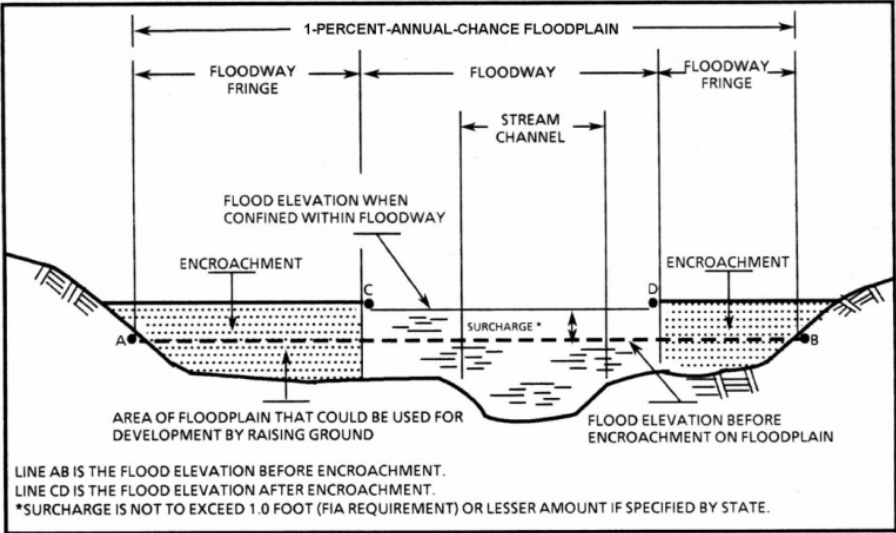 1-PERCENT-ANNUAL-CHANCE FLOODPLAIN
FLOODWAY
FRINGE
FLOODWAY
FLOODWAY
FRINGE
STREAM
CHANNEL
FLOOD ELEVATION WHEN
CONFINED WITHIN FLOODWAY
ENCROACHMENT
ENCROACHMENT
C
D
SURCHARGE *
A
B
AREA OF FLOODPLAIN THAT COULD BE USED FOR
DEVELOPMENT BY RAISING GROUND
FLOOD ELEVATION BEFORE
ENCROACHMENT ON FLOODPLAIN
LINE AB IS THE FLOOD ELEVATION BEFORE ENCROACHMENT.
LINE CD IS THE FLOOD ELEVATION AFTER ENCROACHMENT.
*SURCHARGE IS NOT TO EXCEED 1.0 FOOT (FIA REQUIREMENT) OR LESSER AMOUNT IF SPECIFIED BY STATE.